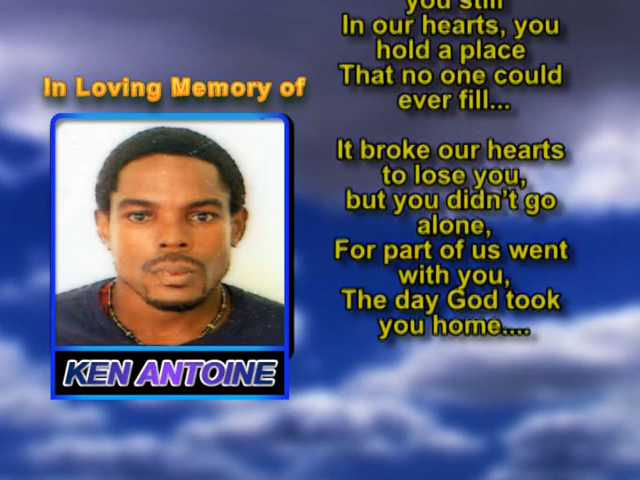 In Loving Memory of
KEN ANTOINE
you still
In our hearts, you
hold a place
That no one could
ever fill...
It broke our hearts
to lose you,
but you didn't go
alone,
For part of us went
with you,
The day God took
you home....